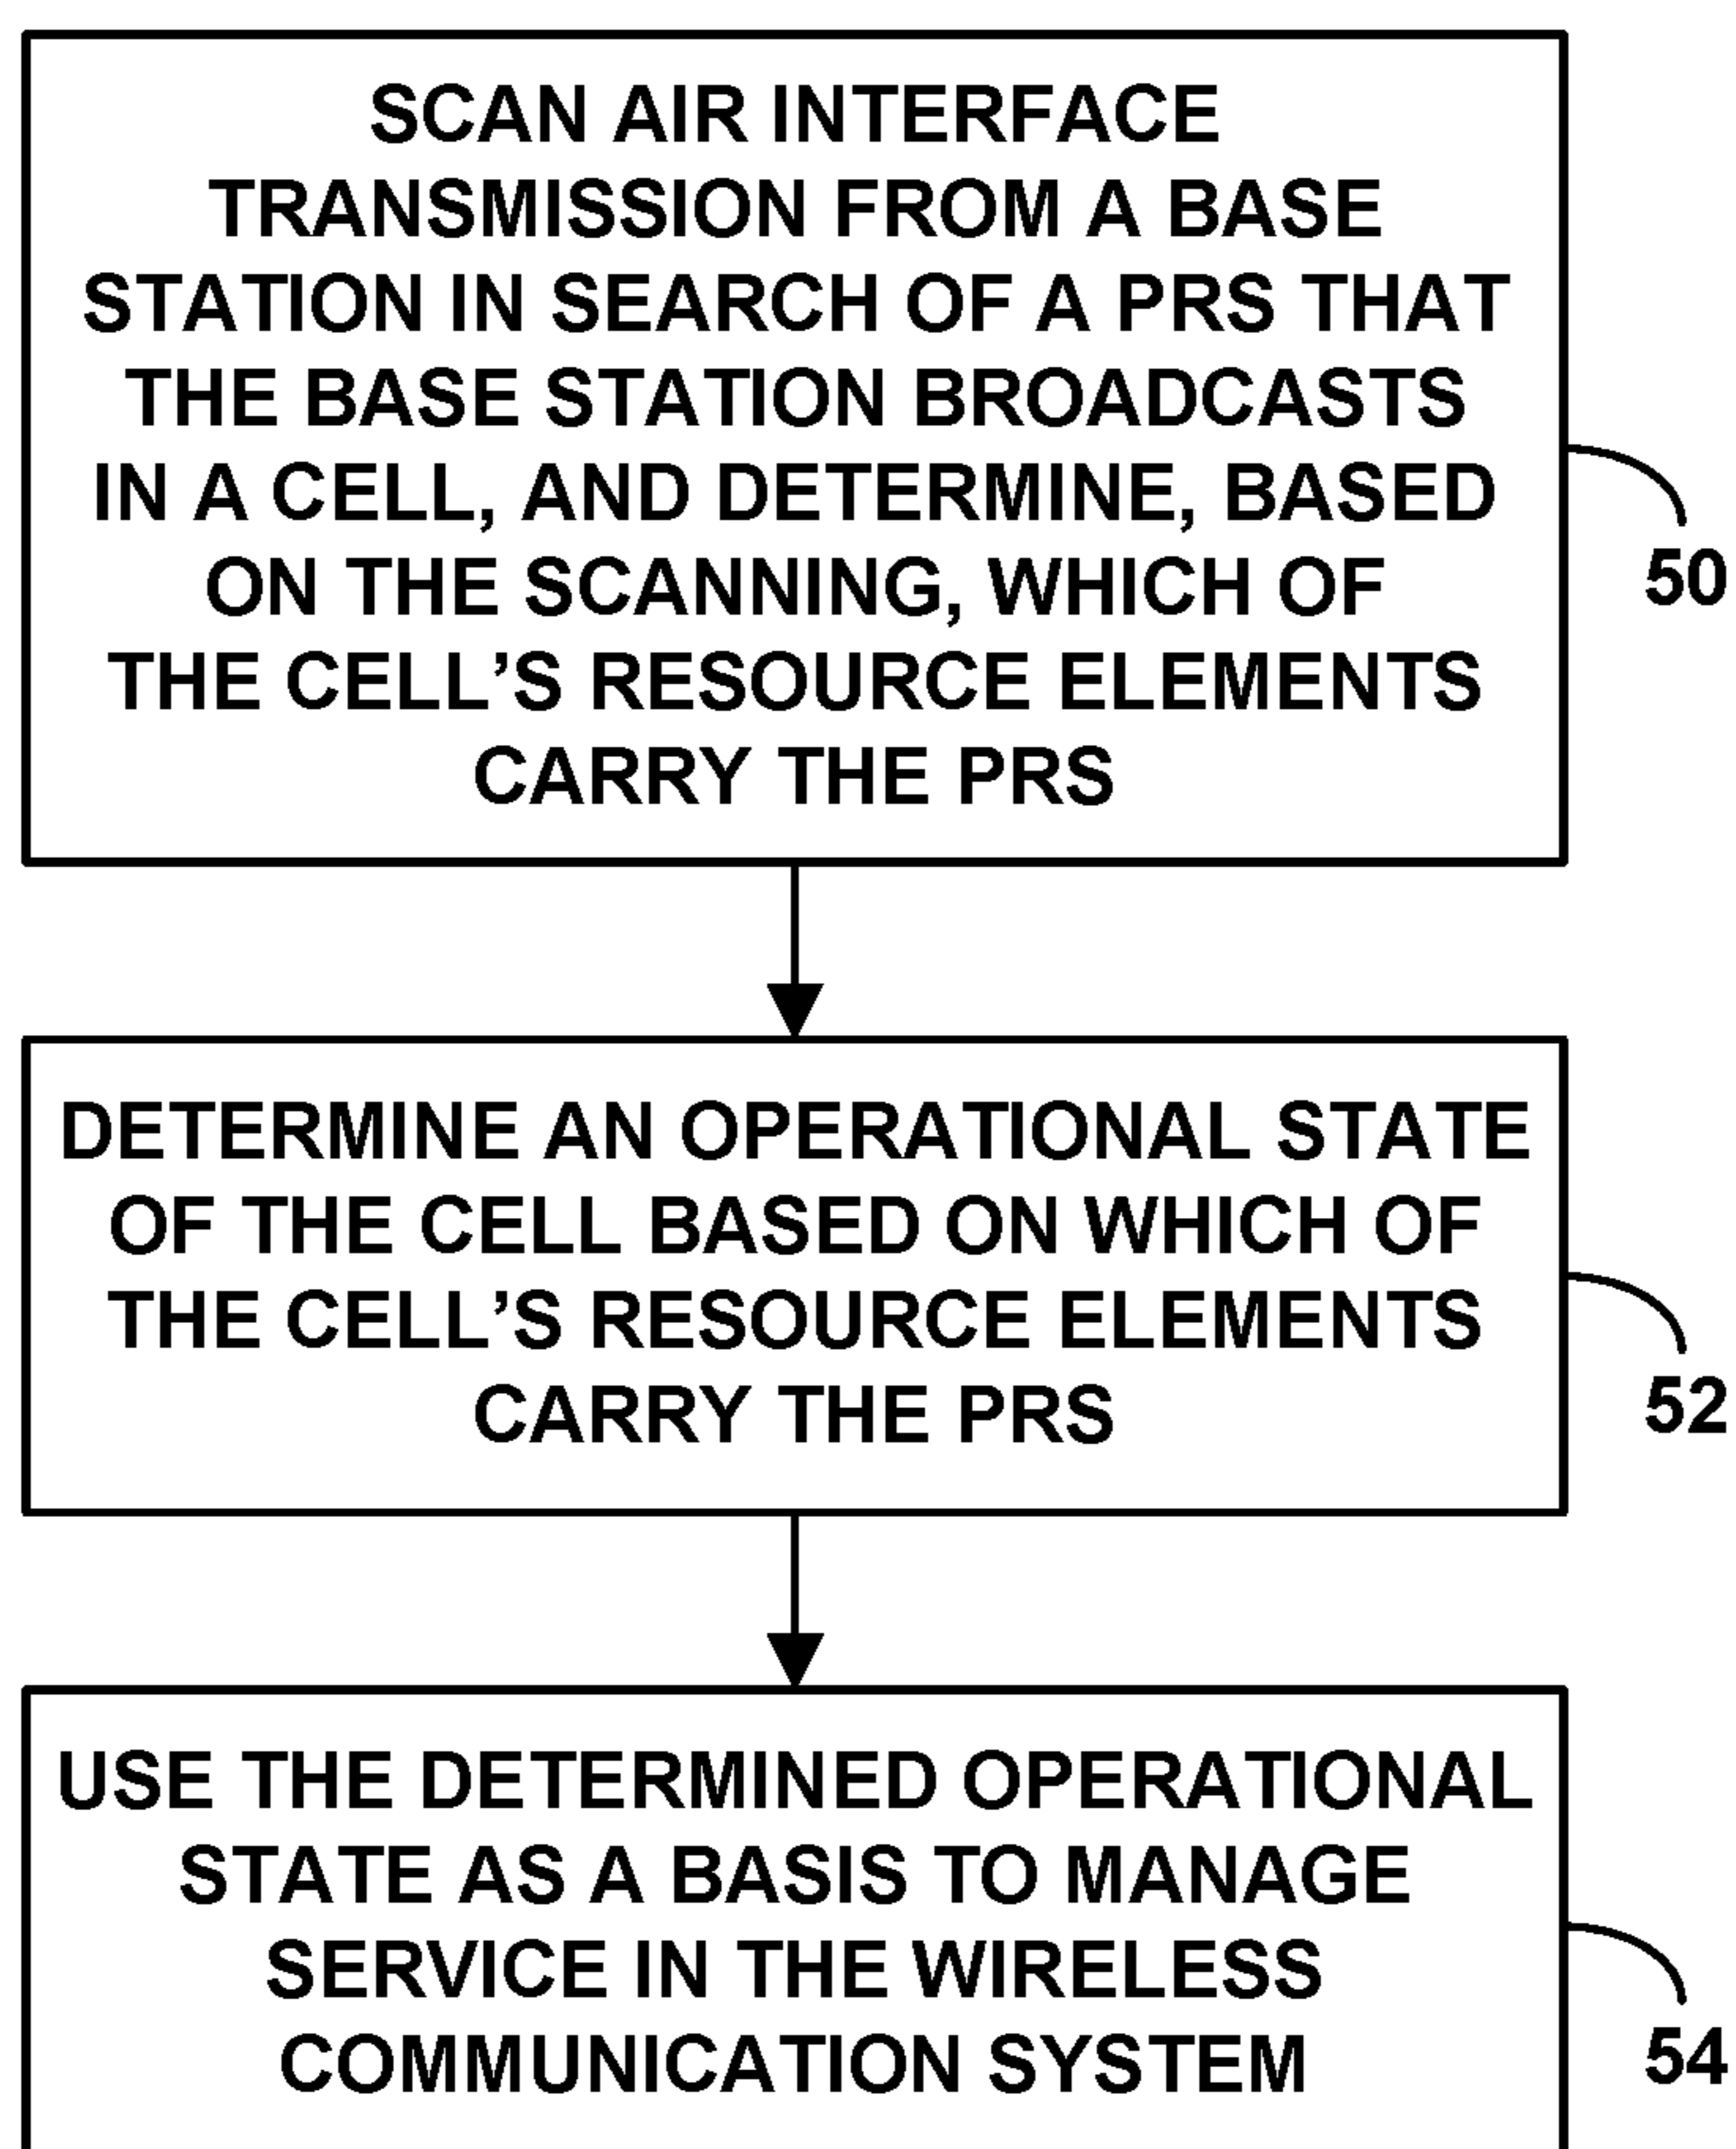 SCAN AIR INTERFACE
TRANSMISSION FROM A BASE
STATION IN SEARCH OF A PRS THAT
THE BASE STATION BROADCASTS
IN A CELL, AND DETERMINE, BASED
ON THE SCANNING, WHICH OF
THE CELL’S RESOURCE ELEMENTS
CARRY THE PRS
50
DETERMINE AN OPERATIONAL STATE
OF THE CELL BASED ON WHICH OF
THE CELL’S RESOURCE ELEMENTS
CARRY THE PRS
52
USE THE DETERMINED OPERATIONAL
STATE AS A BASIS TO MANAGE
SERVICE IN THE WIRELESS
COMMUNICATION SYSTEM
54